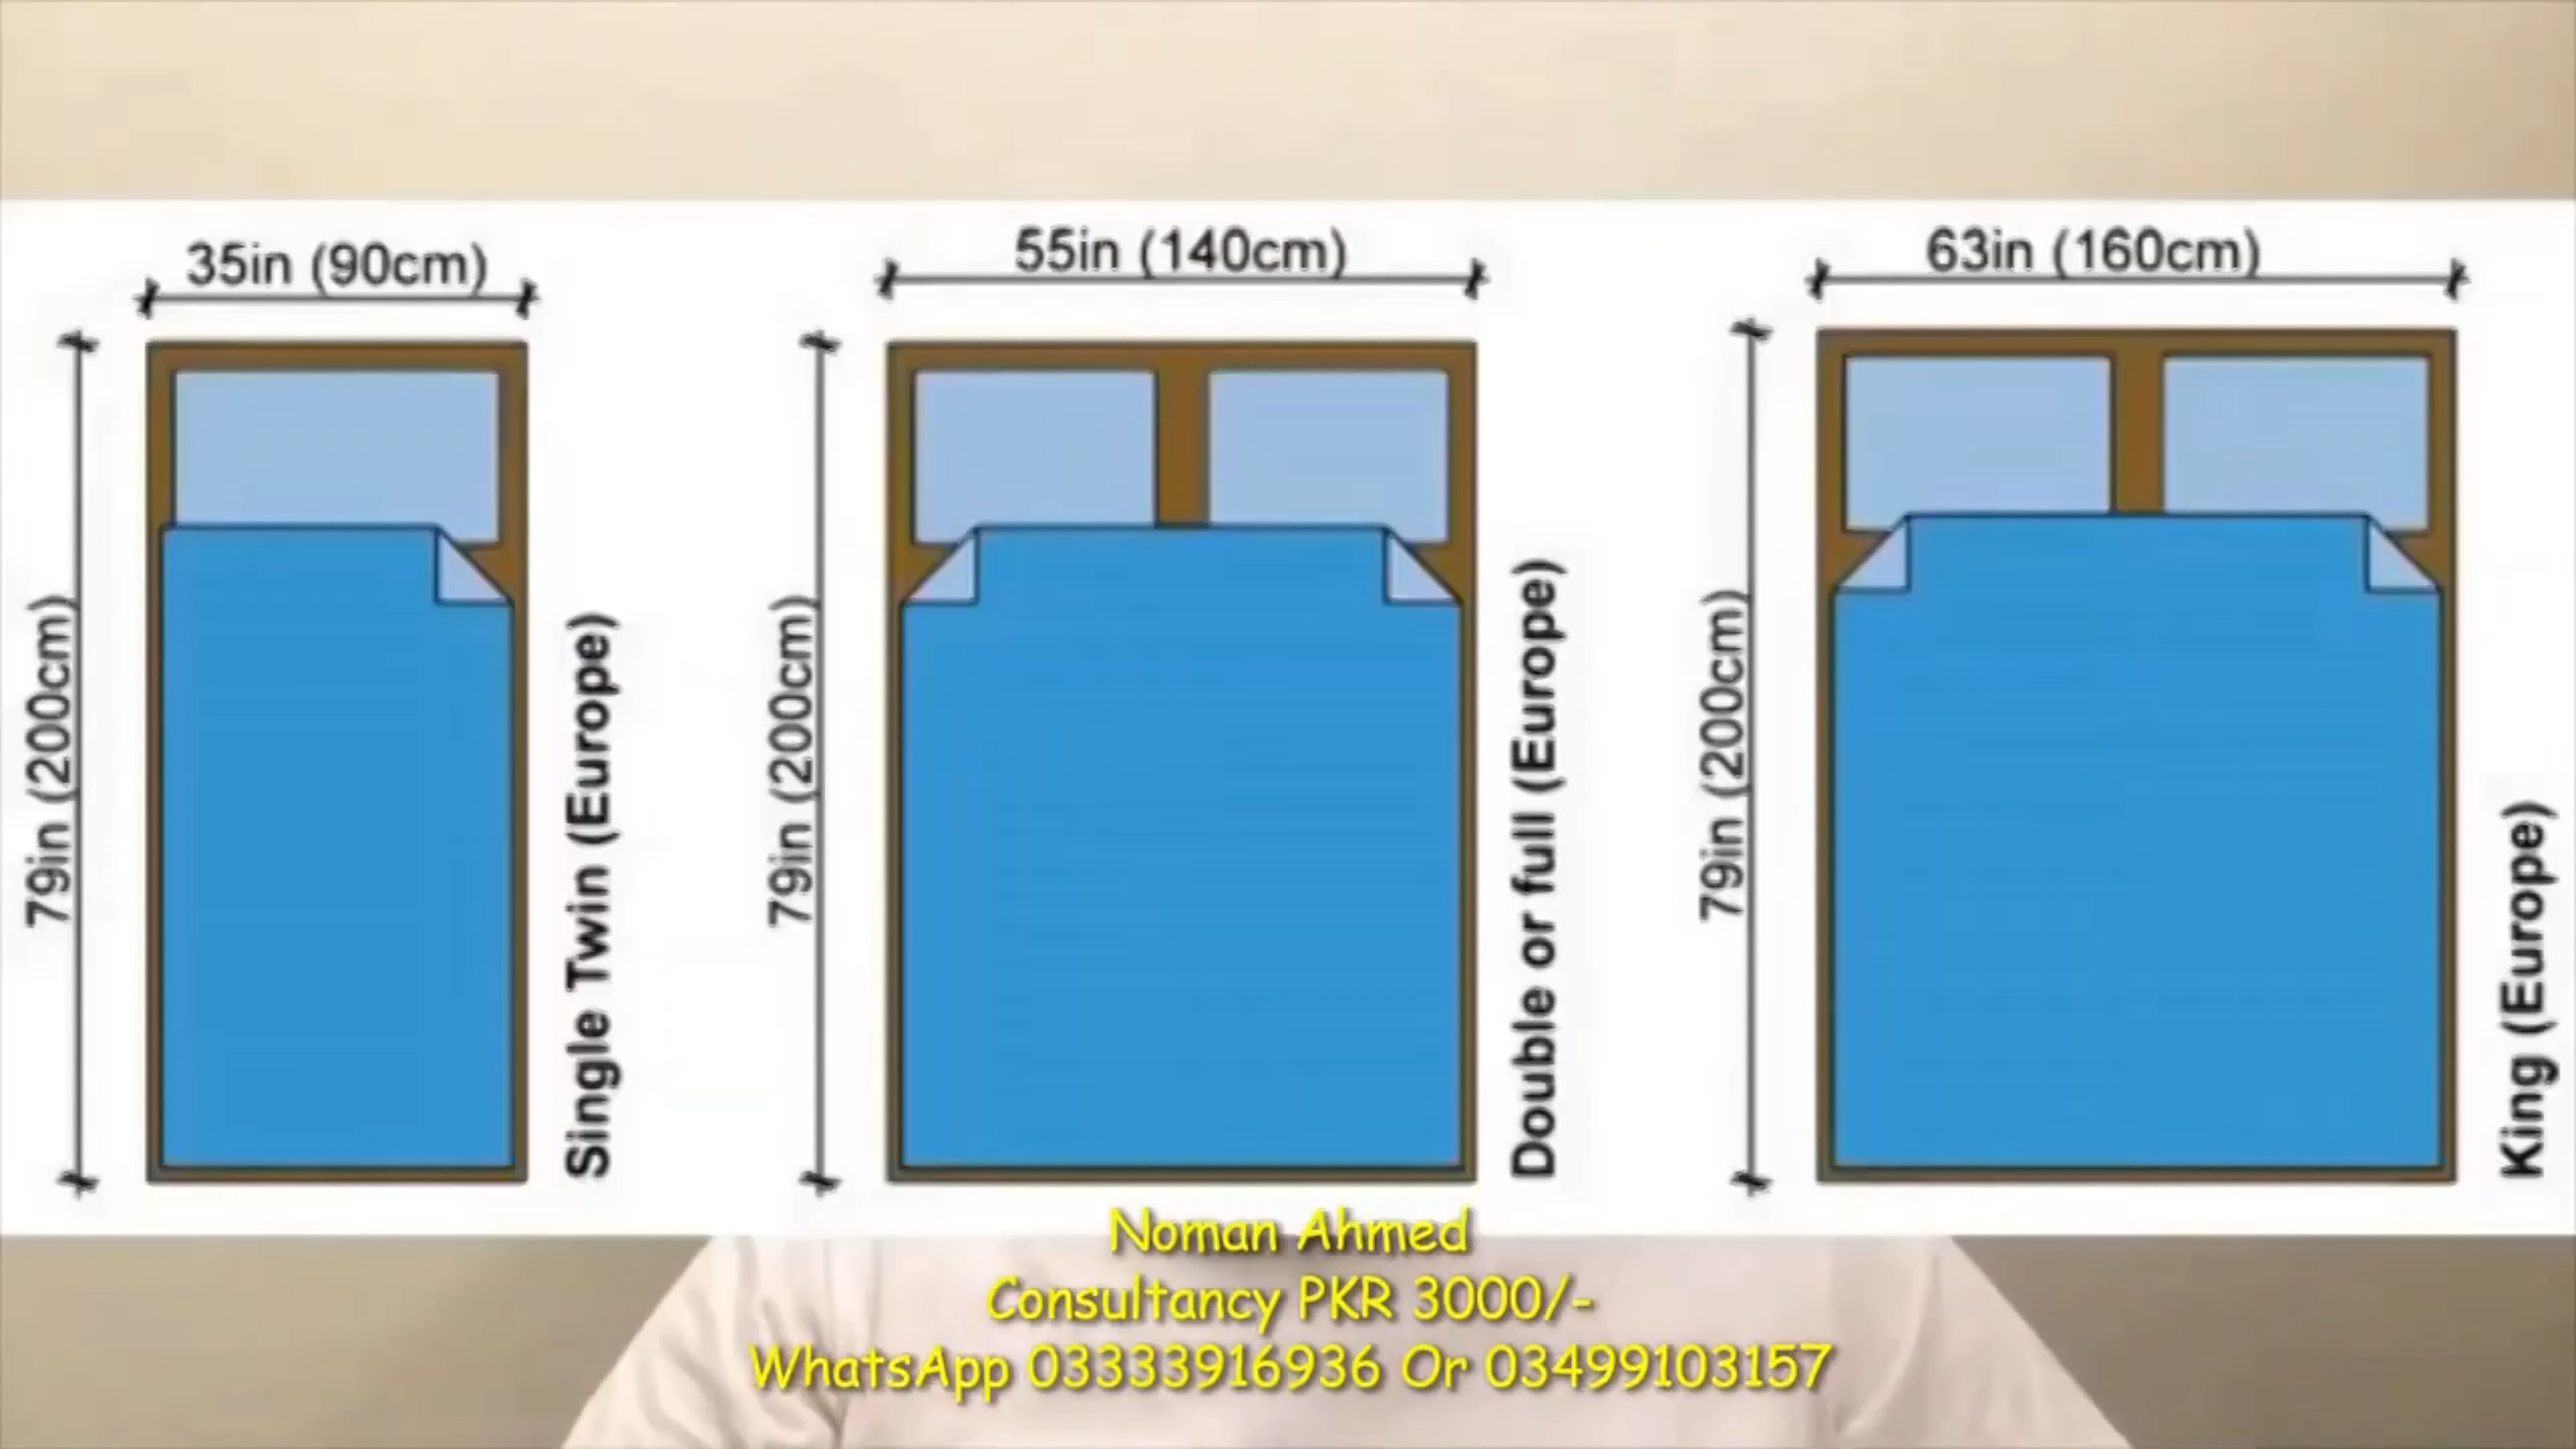 35in (90cm)
79in (200cm)
Single Twin (Europe)
55in (140cm)
79in (200cm)
Double or full (Europe)
63in (160cm)
79in (200cm)
King (Europe)
Noman Ahmed
Consultancy PKR 3000/-
WhatsApp 03333916936 Or 03499103157